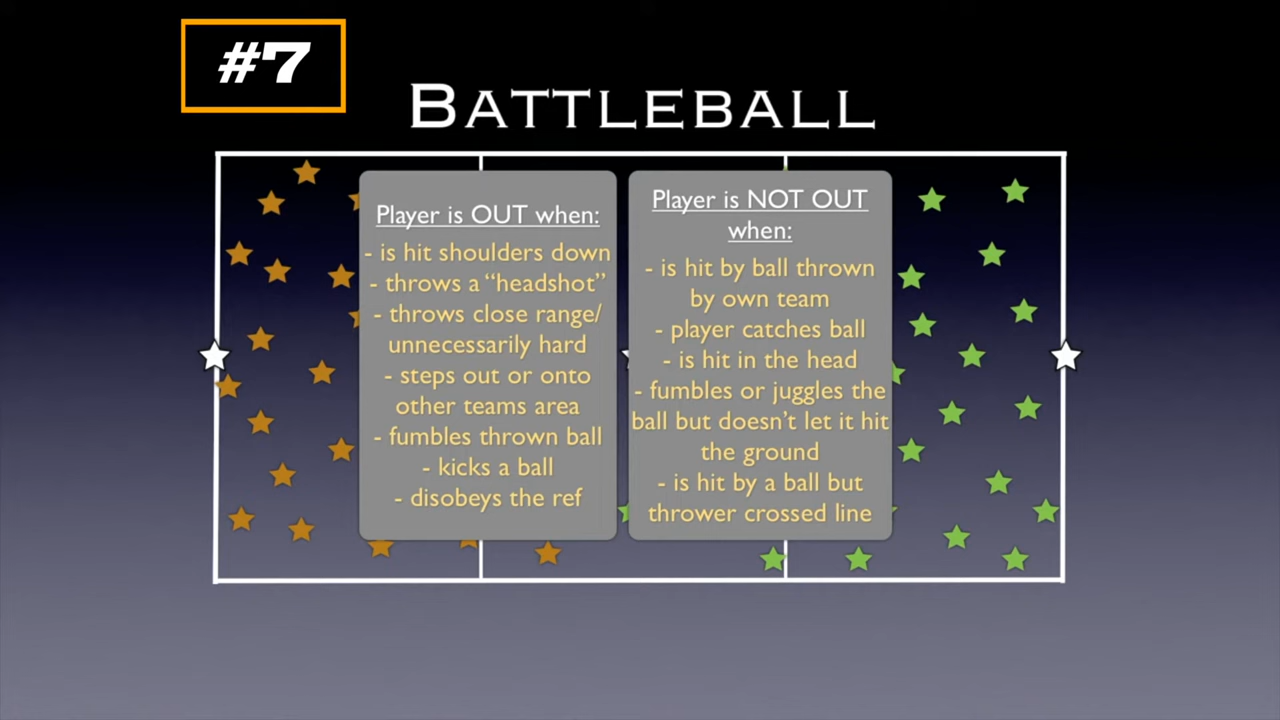 #7
BATTLEBALL
Player is OUT when:
- is hit shoulders down
- throws a “headshot”
- throws close range/
unnecessarily hard
- steps out or onto
other teams area
- fumbles thrown ball
- kicks a ball
- disobeys the ref
Player is NOT OUT
when:
- is hit by ball thrown
by own team
- player catches ball
- is hit in the head
- fumbles or juggles the
ball but doesn’t let it hit
the ground
- is hit by a ball but
thrower crossed line